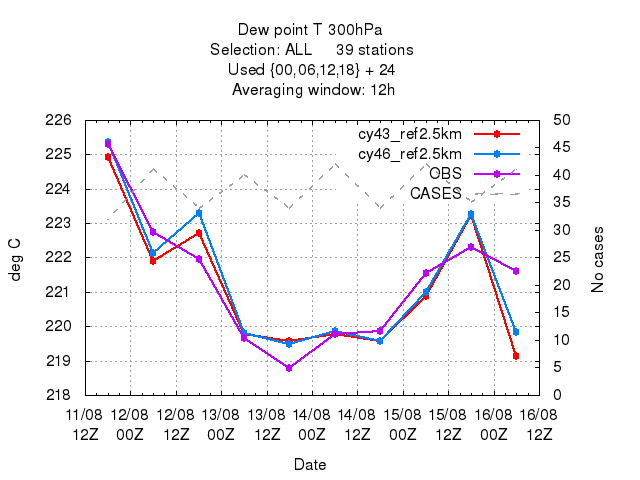 Dew point T 300hPa
Selection: ALL     39 stations
Used {00,06,12,18} + 24
Averaging window: 12h
cy43_ref2.5km
cy46_ref2.5km
OBS
CASES
226
225
224
223
222
221
220
219
218
deg C
50
45
40
35
30
25
20
15
10
5
0
No cases
11/08 12/08 12/08 13/08 13/08 14/08 14/08 15/08 15/08 16/08 16/08
12Z 00Z 12Z 00Z 12Z 00Z 12Z 00Z 12Z 00Z 12Z
Date